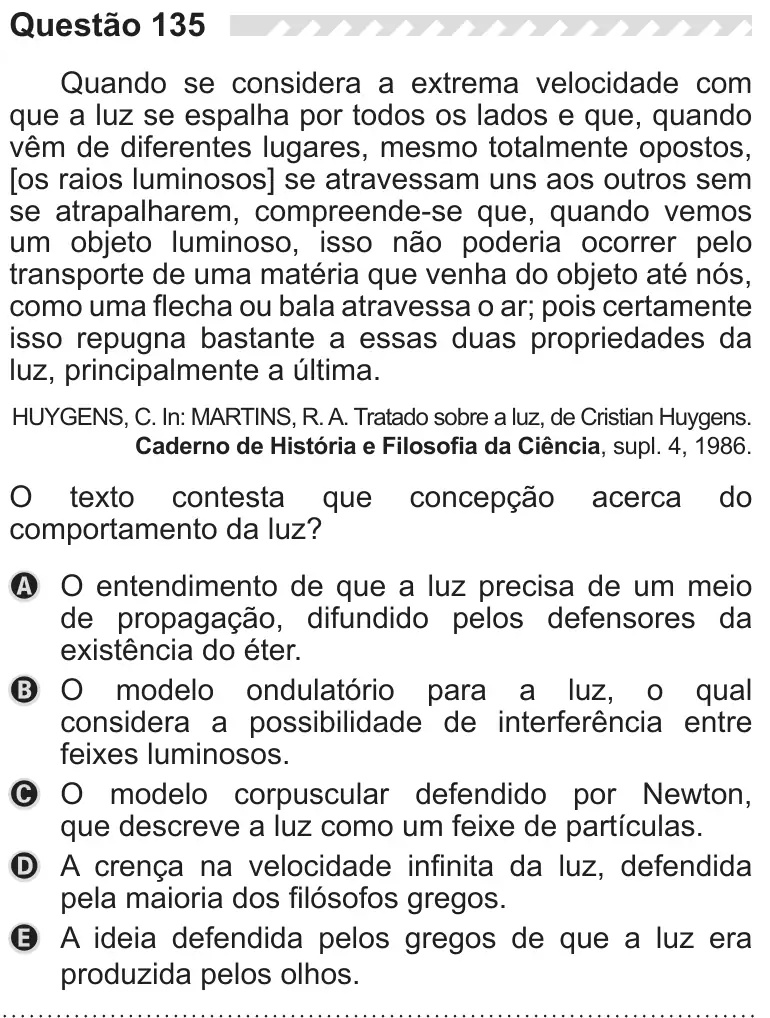 Questão 135
Quando se considera a extrema velocidade com
que a luz se espalha por todos os lados e que, quando
vêm de diferentes lugares, mesmo totalmente opostos,
[os raios luminosos] se atravessam uns aos outros sem
se atrapalharem, compreende-se que, quando vemos
um objeto luminoso, isso não poderia ocorrer pelo
transporte de uma matéria que venha do objeto até nós,
como uma flecha ou bala atravessa o ar; pois certamente
isso repugna bastante a essas duas propriedades da
luz, principalmente a última.
HUYGENS, C. In: MARTINS, R. A. Tratado sobre a luz, de Cristian Huygens.
Caderno de História e Filosofia da Ciência, supl. 4, 1986.
O texto contesta que concepção acerca do
comportamento da luz?
A O entendimento de que a luz precisa de um meio
de propagação, difundido pelos defensores da
existência do éter.
B O modelo ondulatório para a luz, o qual
considera a possibilidade de interferência entre
feixes luminosos.
C O modelo corpuscular defendido por Newton,
que descreve a luz como um feixe de partículas.
D A crença na velocidade infinita da luz, defendida
pela maioria dos filósofos gregos.
E A ideia defendida pelos gregos de que a luz era
produzida pelos olhos.